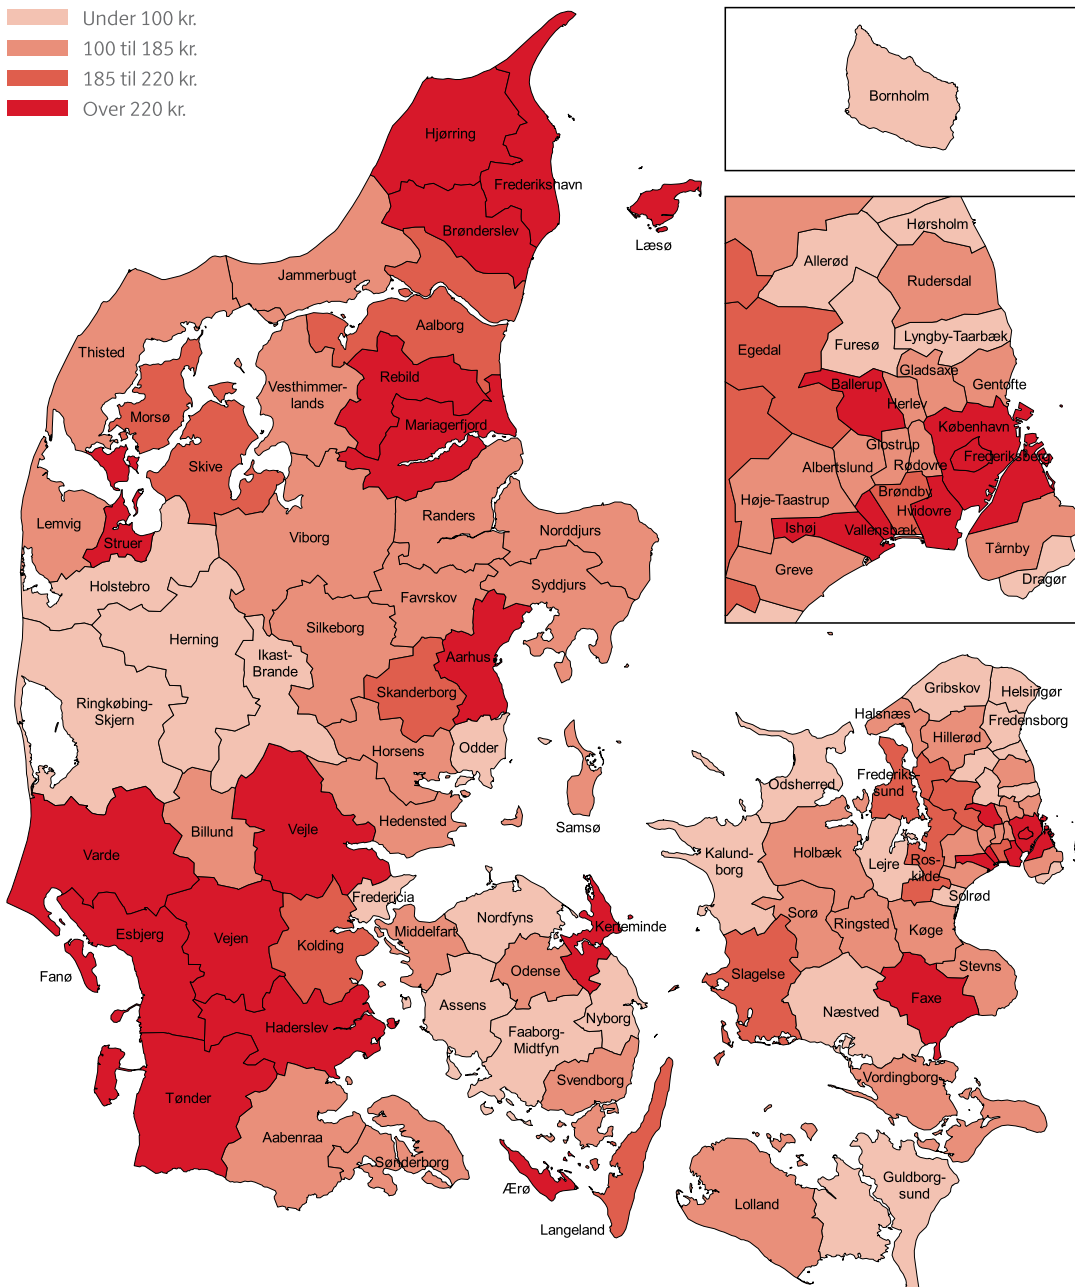 Under 100 kr.
100 til 185 kr.
185 til 220 kr.
Over 220 kr.
Bornholm
Hjørring
Frederikshavn
Brønderslev
Læsø
Jammerbugt
Aalborg
Thisted
Rebild
Vesthimmer-
lands
Morsø
Mariagerfjord
Skive
Lemvig
Struer
Viborg
Randers
Norddjurs
Holstebro
Favrskov
Syddjurs
Herning
Silkeborg
Ikast-
Brande
Aarhus
Skanderborg
Ringkøbing-
Skjern
Horsens
Odder
Hedensted
Samsø
Billund
Vejle
Varde
Fredericia
Esbjerg
Vejen
Kolding
Middelfart
Nordfyns
Kerteminde
Fanø
Odense
Assens
Haderslev
Faaborg-
Midtfyn
Nyborg
Svendborg
Tønder
Aabenraa
Sønderborg
Ærø
Langeland
Hørsholm
Allerød
Rudersdal
Egedal
Furesø
Lyngby-Taarbæk
Gladsaxe
Ballerup
Gentofte
Herlev
København
Glostrup
Frederiksberg
Albertslund
Rødovre
Høje-Taastrup
Brøndby
Hvidovre
Ishøj
Vallensbæk
Greve
Tårnby
Dragør
Gribskov
Helsingør
Halsnæs
Fredensborg
Hillerød
Odsherred
Frederiks-
sund
Kalund-
borg
Holbæk
Lejre
Ros-
kilde
Solrød
Sorø
Ringsted
Køge
Slagelse
Stevns
Faxe
Næstved
Vordingborg
Guldborg-
sund
Lolland